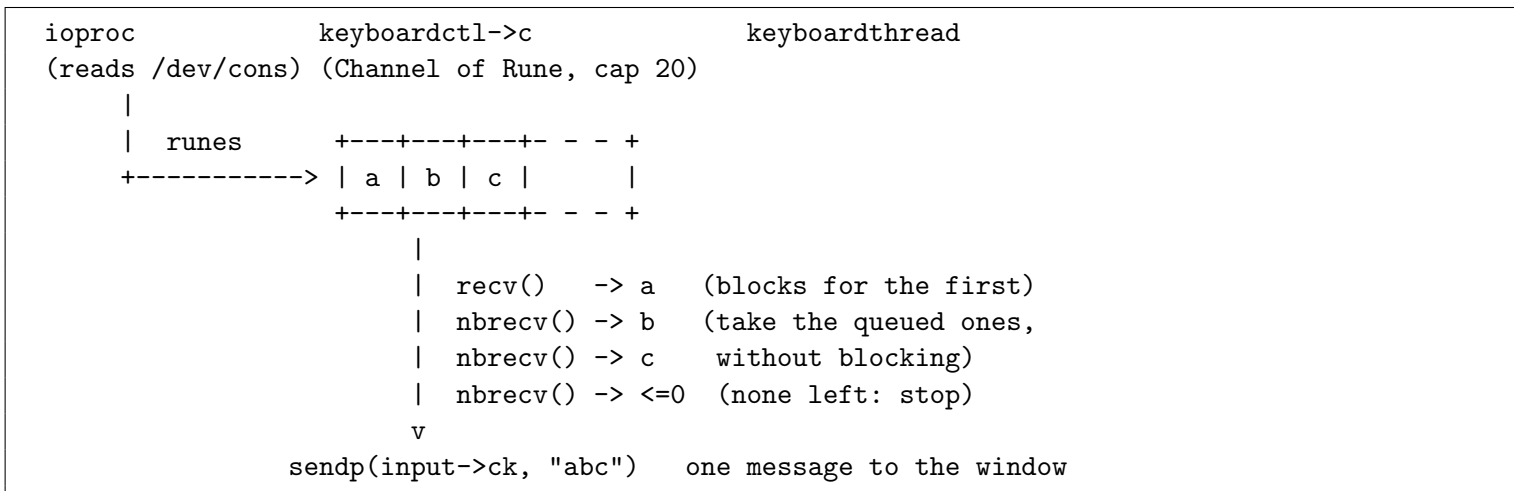 ioproc keyboardctl->c keyboardthread
(reads /dev/cons) (Channel of Rune, cap 20)
|
| runes +---+---+---+- - - +
+-----------> | a | b | c | |
+---+---+---+- - - +
|
| recv() -> a (blocks for the first)
| nbrecv() -> b (take the queued ones,
| nbrecv() -> c without blocking)
| nbrecv() -> <=0 (none left: stop)
v
sendp(input->ck, "abc") one message to the window